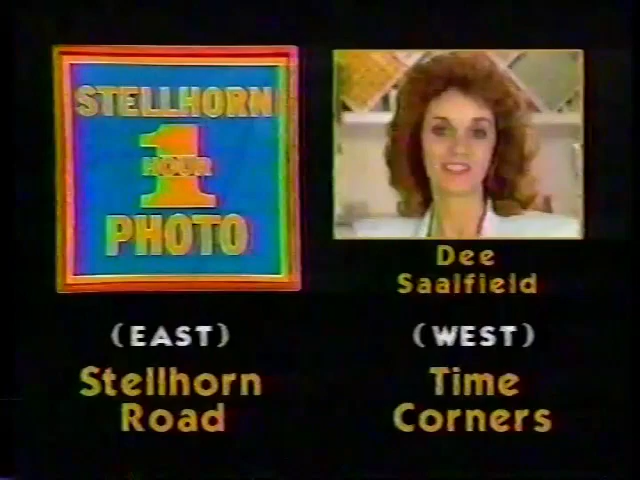 STELLHORN
1
HOUR
PHOTO
Dee
Saalfield
(EAST)
(WEST)
Stellhorn
Road
Time
Corners